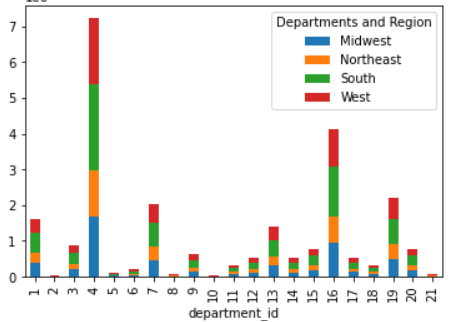 7
6
5
4
3
2
1
0
Departments and Region
Midwest
Northeast
South
West
1 2 3 4 5 6 7 8 9 10 11 12 13 14 15 16 17 18 19 20 21
department_id